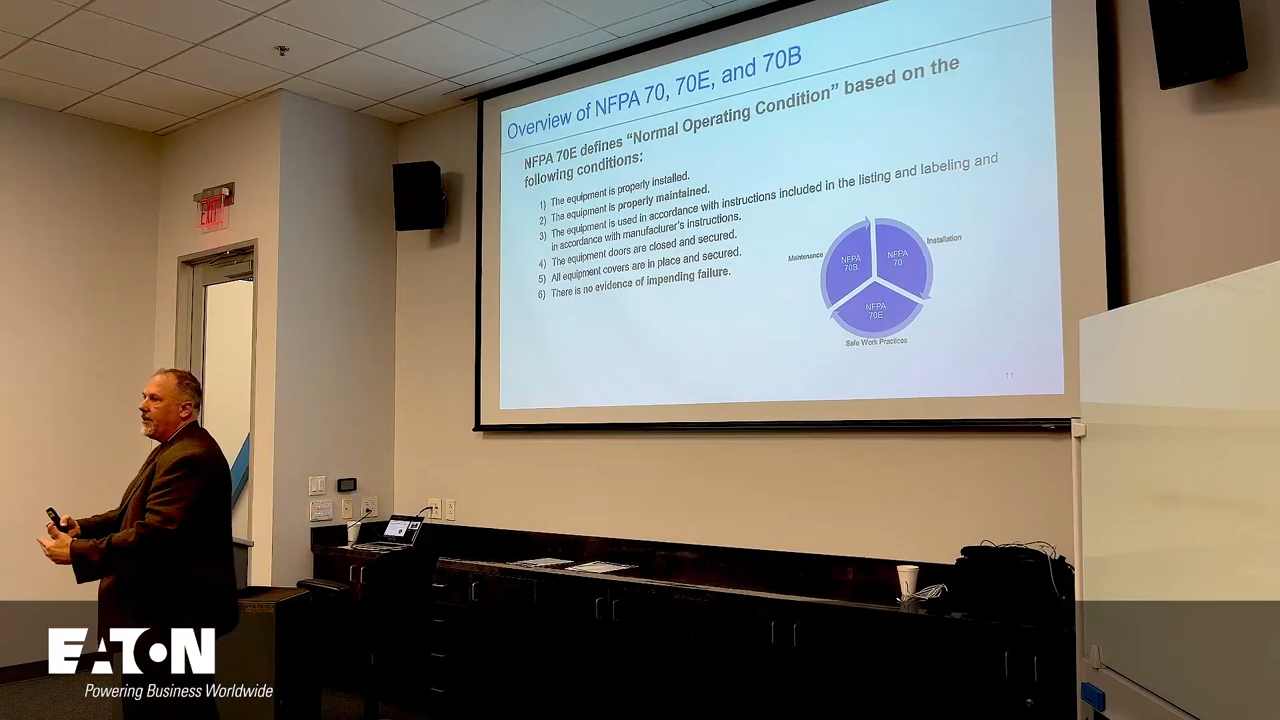 Overview of NFPA 70, 70E, and 70B
NFPA 70E defines “Normal Operating Condition” based on the
following conditions:
1) The equipment is properly installed.
2) The equipment is properly maintained.
3) The equipment is used in accordance with instructions included in the listing and labeling and
in accordance with manufacturer's instructions.
4) The equipment doors are closed and secured.
5) All equipment covers are in place and secured.
6) There is no evidence of impending failure.
Maintenance
Installation
NFPA
70B
NFPA
70
NFPA
70E
Safe Work Practices
11
EXIT
EATON
Powering Business Worldwide